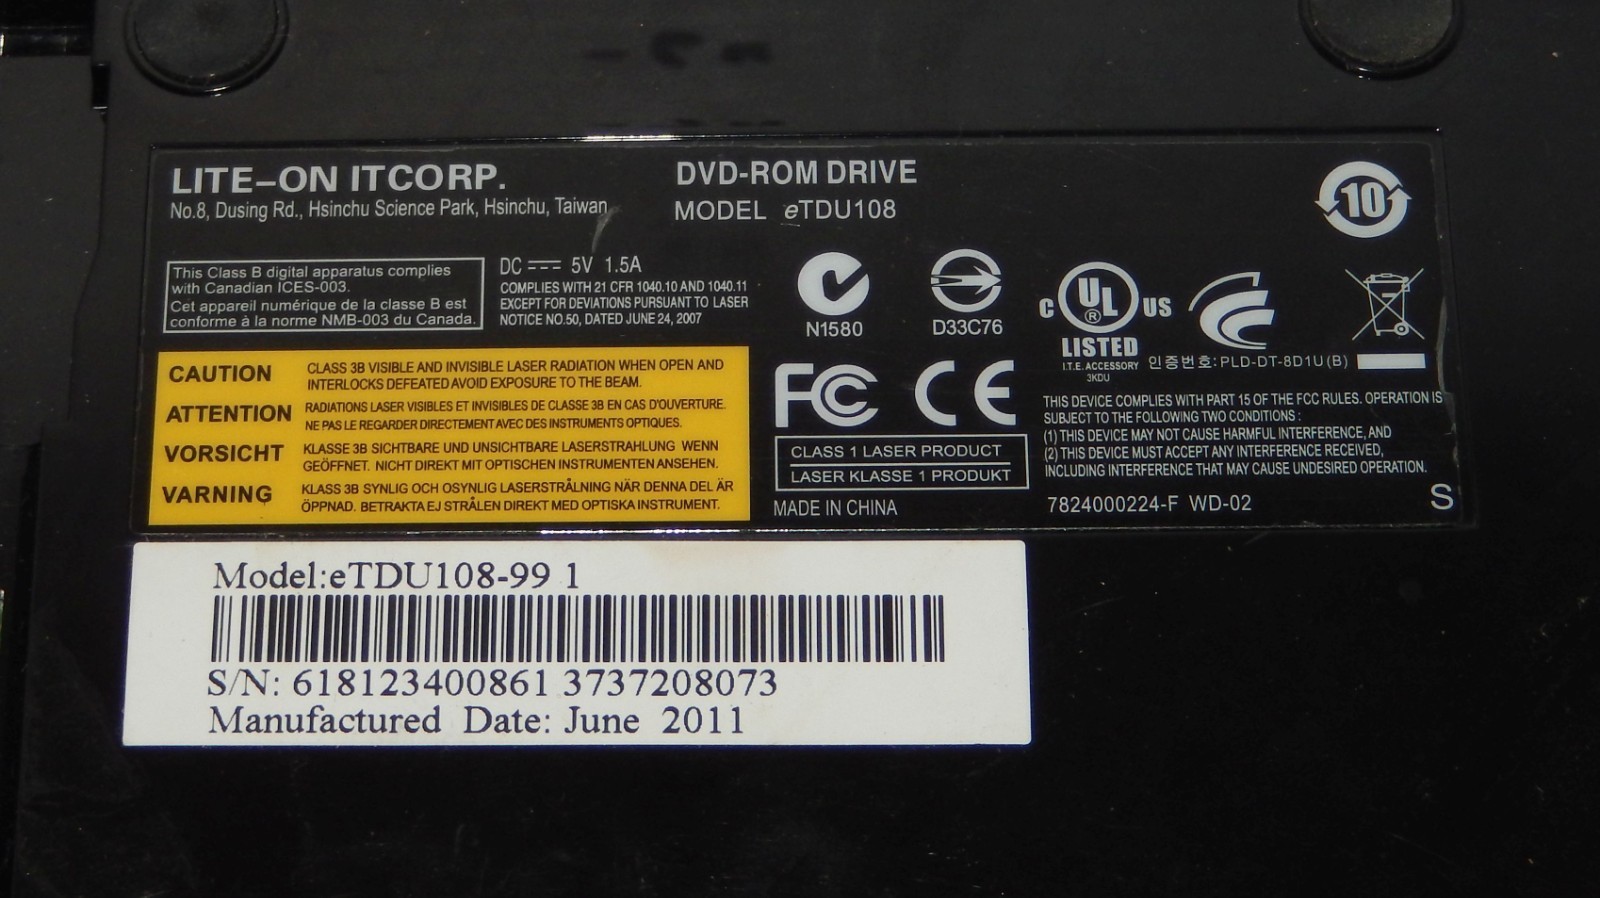 LITE-ON ITCORP.
No.8, Dusing Rd., Hsinchu Science Park, Hsinchu, Taiwan
DVD-ROM DRIVE
MODEL eTDU108
10
This Class B digital apparatus complies
with Canadian ICES-003.
Cet appareil numérique de la classe B est
conforme à la norme NMB-003 du Canada.
DC 5V 1.5A
COMPLIES WITH 21 CFR 1040.10 AND 1040.11
EXCEPT FOR DEVIATIONS PURSUANT TO LASER
NOTICE NO.50, DATED JUNE 24, 2007
N1580
D33C76
C UL US
®
LISTED
I.T.E. ACCESSORY
3KDU
인증번호:PLD-DT-8D1U(B)
CAUTION CLASS 3B VISIBLE AND INVISIBLE LASER RADIATION WHEN OPEN AND
INTERLOCKS DEFEATED AVOID EXPOSURE TO THE BEAM.
ATTENTION RADIATIONS LASER VISIBLES ET INVISIBLES DE CLASSE 3B EN CAS D'OUVERTURE.
NE PAS LE REGARDER DIRECTEMENT AVEC DES INSTRUMENTS OPTIQUES.
VORSICHT KLASSE 3B SICHTBARE UND UNSICHTBARE LASERSTRAHLUNG WENN
GEÖFFNET. NICHT DIREKT MIT OPTISCHEN INSTRUMENTEN ANSEHEN.
VARNING KLASS 3B SYNLIG OCH OSYNLIG LASERSTRÅLNING NÄR DENNA DEL ÄR
ÖPPNAD. BETRAKTA EJ STRÅLEN DIREKT MED OPTISKA INSTRUMENT.
FC CE
CLASS 1 LASER PRODUCT
LASER KLASSE 1 PRODUKT
MADE IN CHINA
THIS DEVICE COMPLIES WITH PART 15 OF THE FCC RULES. OPERATION IS
SUBJECT TO THE FOLLOWING TWO CONDITIONS :
(1) THIS DEVICE MAY NOT CAUSE HARMFUL INTERFERENCE, AND
(2) THIS DEVICE MUST ACCEPT ANY INTERFERENCE RECEIVED,
INCLUDING INTERFERENCE THAT MAY CAUSE UNDESIRED OPERATION.
7824000224-F WD-02
S
Model:eTDU108-99 1
S/N: 618123400861 3737208073
Manufactured Date: June 2011